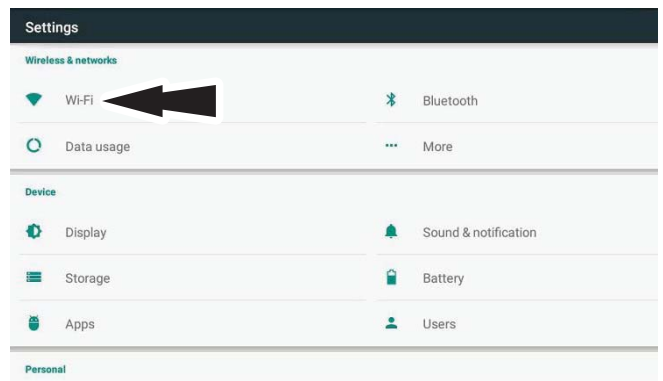 Settings
Wireless & networks
Wi-Fi
Bluetooth
Data usage
More
Device
Display
Sound & notification
Storage
Battery
Apps
Users
Personal